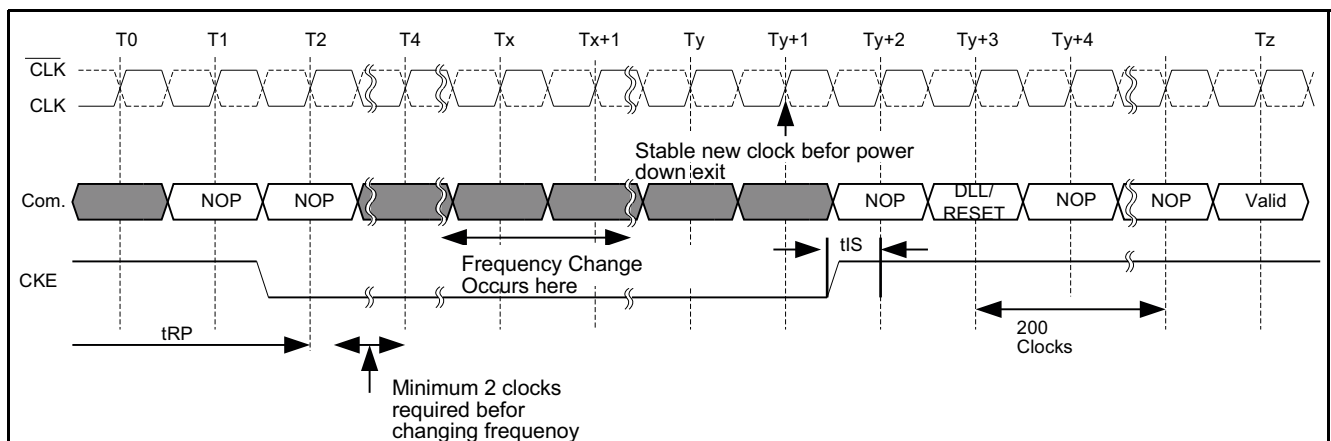 T0 T1 T2 T4 Tx Tx+1 Ty Ty+1 Ty+2 Ty+3 Ty+4 Tz
CLK
CLK
Stable new clock befor power
down exit
Com. NOP NOP NOP DLL/
RESET NOP NOP Valid
tIS
Frequency Change
Occurs here
CKE
tRP
200
Clocks
Minimum 2 clocks
required befor
changing frequenoy